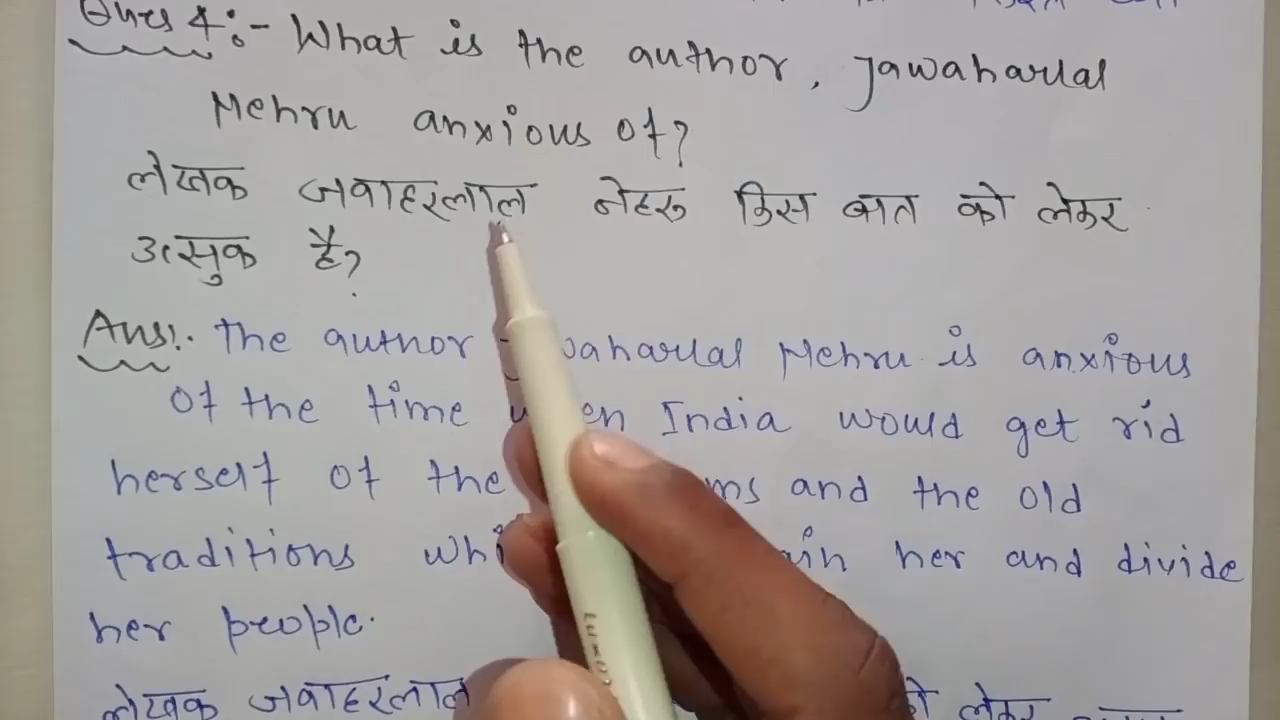 Ques 4:- What is the author, Jawaharlal
Nehru anxious of?
लेखक जवाहरलाल नेहरू किस बात को लेकर
उत्सुक है?
Ans:. The author Jawaharlal Nehru is anxious
of the time when India would get rid
herself of the and the old
traditions her and divide
her people.
लेखक जवाहरलाल को लेकर